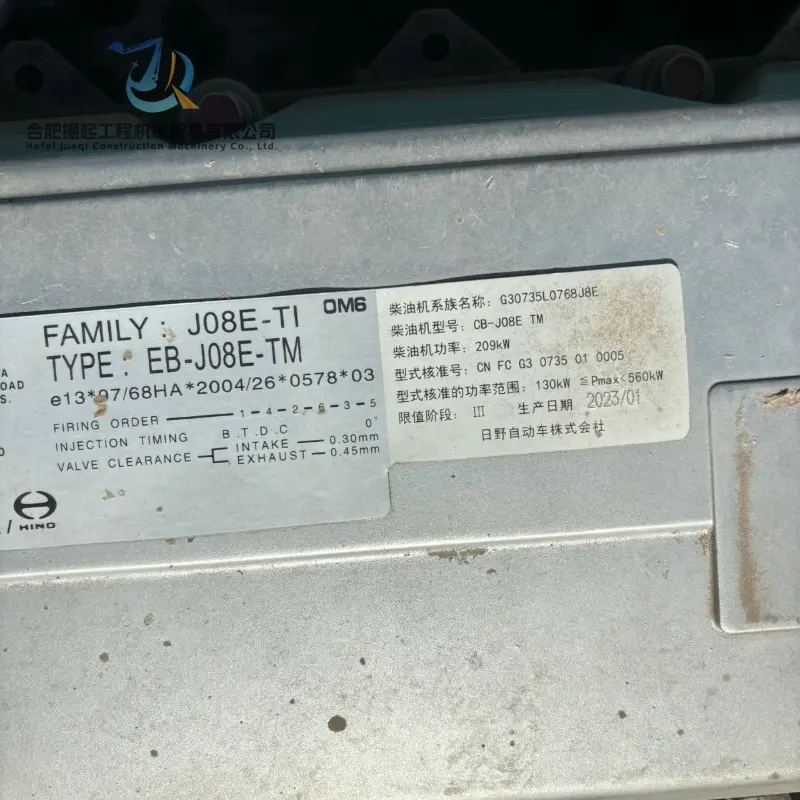 合肥掘起工程机械贸易有限公司
Hefei Jueqi Construction Machinery Co., Ltd.
OM6
FAMILY : J08E-TI
TYPE : EB-J08E-TM
e13*97/68HA*2004/26*0578*03
FIRING ORDER 1-4-2-6-3-5
INJECTION TIMING B.T.D.C 0°
VALVE CLEARANCE INTAKE 0.30mm
EXHAUST 0.45mm
OAD
S.
HINO
柴油机系族名称: G30735L0768J8E
柴油机型号: CB-J08E TM
柴油机功率: 209kW
型式核准号: CN FC G3 0735 01 0005
型式核准的功率范围: 130kW ≦Pmax<560kW
限值阶段: III 生产日期 2023/01
日野自动车株式会社